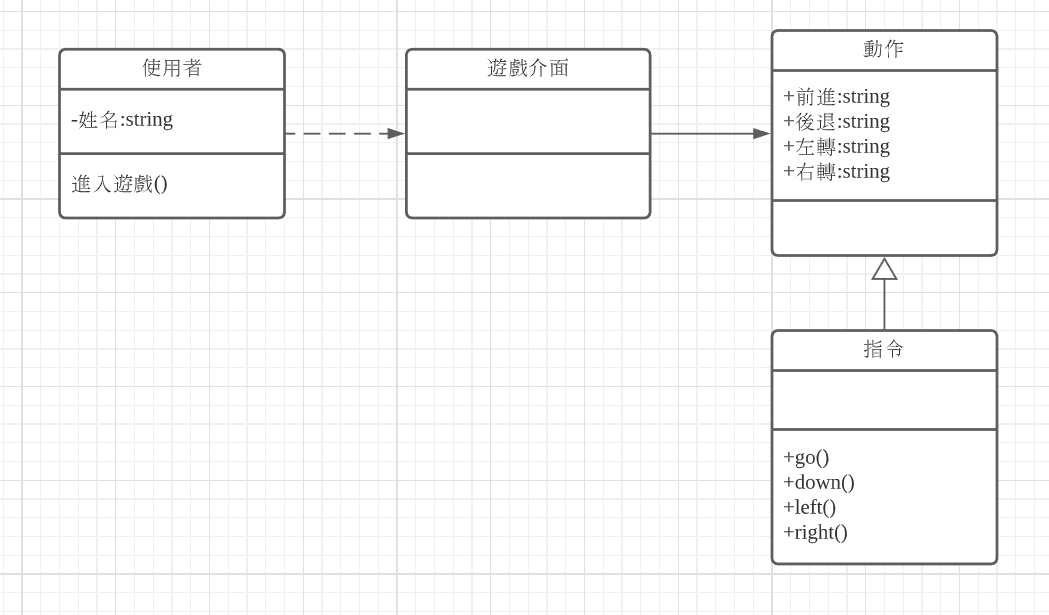 使用者
-姓名:string
進入遊戲()
遊戲介面
動作
+前進:string
+後退:string
+左轉:string
+右轉:string
指令
+go()
+down()
+left()
+right()